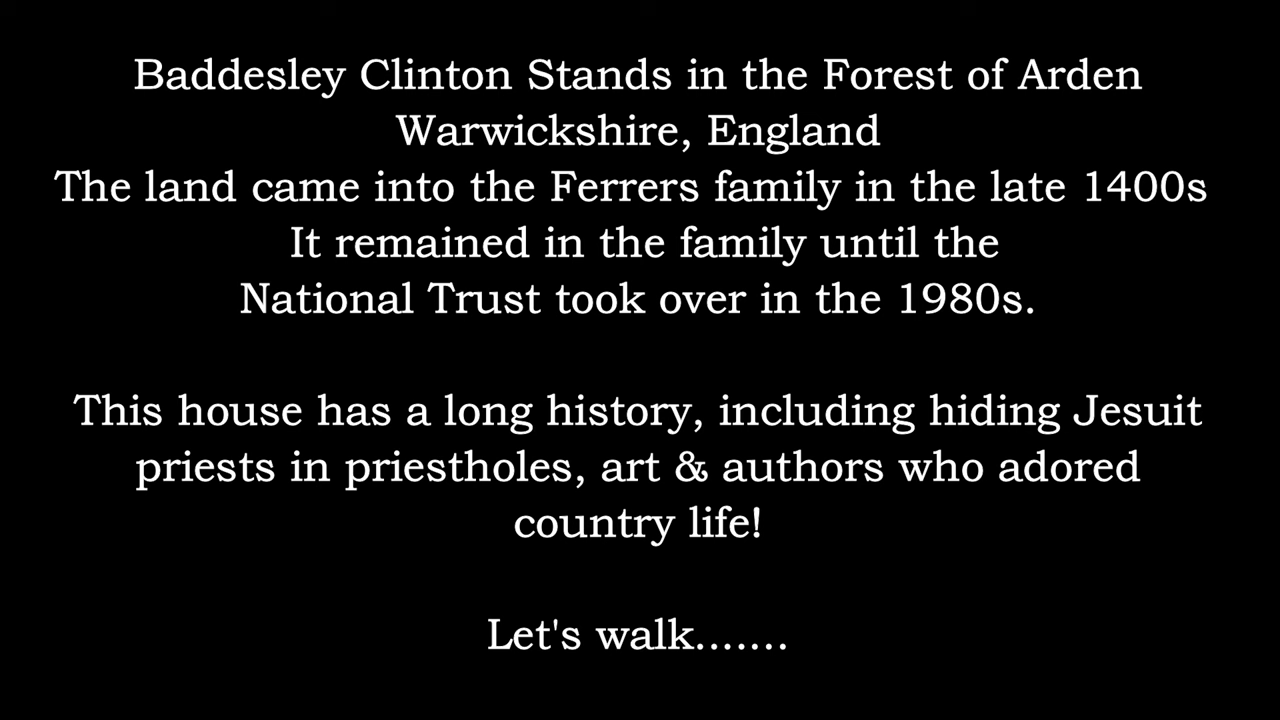 Baddesley Clinton Stands in the Forest of Arden
Warwickshire, England
The land came into the Ferrers family in the late 1400s
It remained in the family until the
National Trust took over in the 1980s.
This house has a long history, including hiding Jesuit
priests in priestholes, art & authors who adored
country life!
Let's walk.......